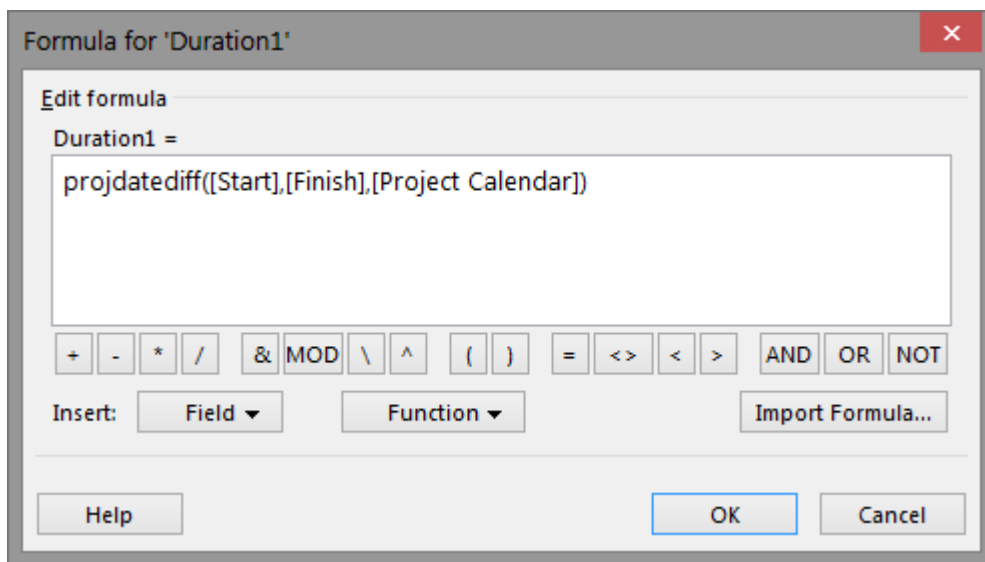 Formula for 'Duration1'
×
Edit formula
Duration1 =
projdatediff([Start],[Finish],[Project Calendar])
+ - * / & MOD \ ^ ( ) = <> < > AND OR NOT
Insert: Field Function Import Formula...
Help OK Cancel